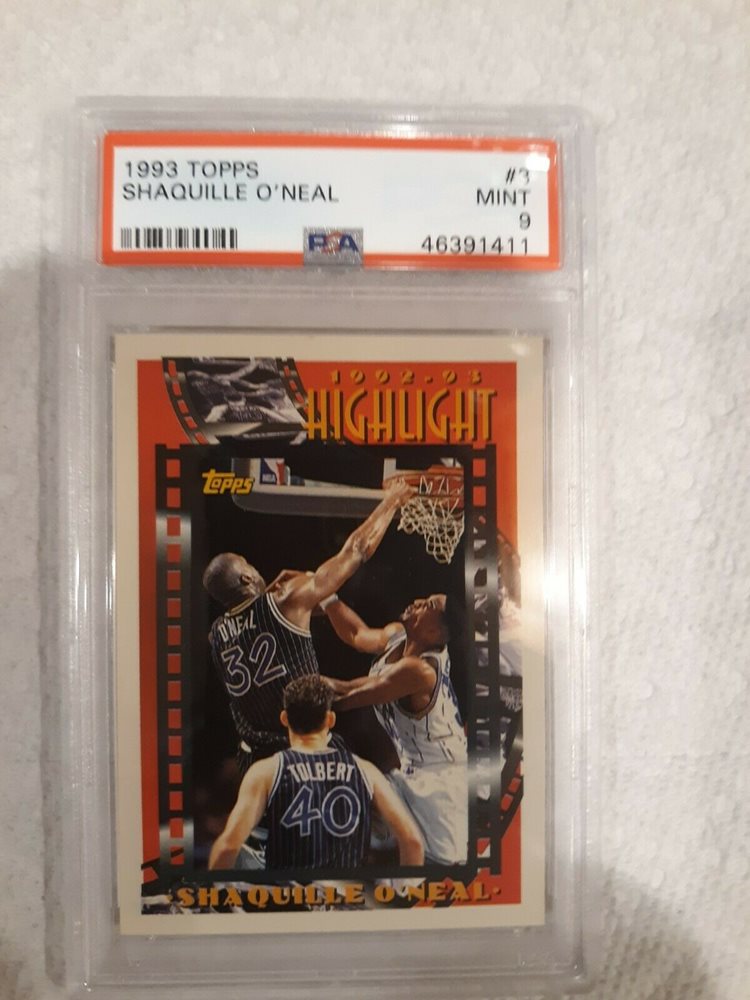 1993 TOPPS #3
SHAQUILLE O'NEAL MINT
9
PSA 46391411
1992-93
HIGHLIGHT
Topps
NBA
O'NEAL
32
TOLBERT
40
·SHAQUILLE O'NEAL·